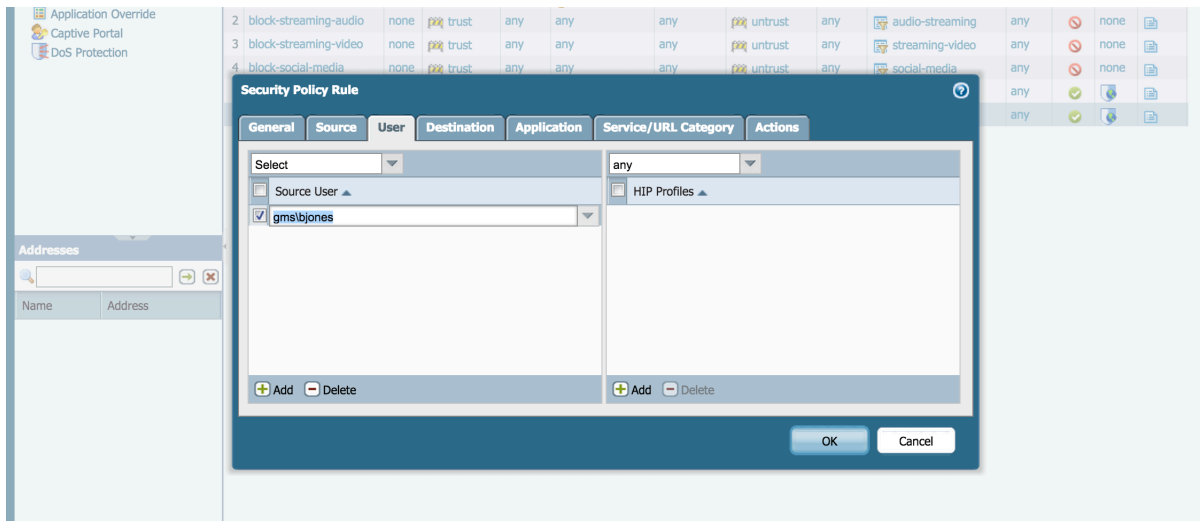 Application Override
Captive Portal
DoS Protection
2 block-streaming-audio none trust any any any untrust any audio-streaming any none
3 block-streaming-video none trust any any any untrust any streaming-video any none
4 block-social-media none trust any any any untrust any social-media any none
any
any
Security Policy Rule
General Source User Destination Application Service/URL Category Actions
Select any
Source User HIP Profiles
gms\bjones
Add Delete Add Delete
OK Cancel
Addresses
Name Address